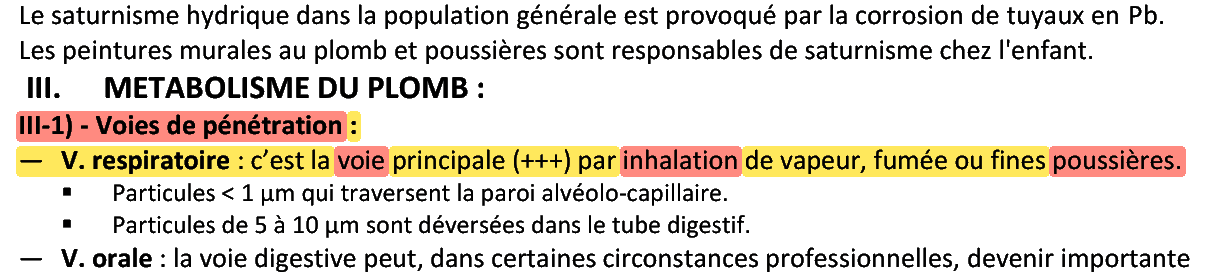 Le saturnisme hydrique dans la population générale est provoqué par la corrosion de tuyaux en Pb.
Les peintures murales au plomb et poussières sont responsables de saturnisme chez l'enfant.
III. METABOLISME DU PLOMB :
III-1) - Voies de pénétration :
— V. respiratoire : c’est la voie principale (+++) par inhalation de vapeur, fumée ou fines poussières.
▪ Particules < 1 µm qui traversent la paroi alvéolo-capillaire.
▪ Particules de 5 à 10 µm sont déversées dans le tube digestif.
— V. orale : la voie digestive peut, dans certaines circonstances professionnelles, devenir importante